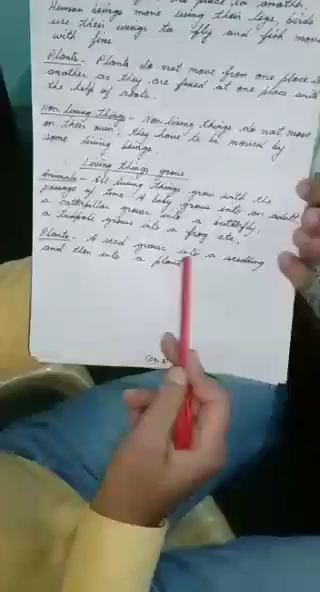 one place to another.
Human beings move using their legs, birds
use their wings to fly and fish move
with fins
Plants - Plants do not move from one place to
another as they are fixed at one place with
the help of roots.
Non living things - Non living things do not move
on their own. They have to be moved by
some living beings.
Living things grow
Animals - All living things grow with the
passage of time. A baby grows into an adult
a caterpillar grows into a butterfly,
a tadpole grows into a frog etc.
Plants - A seed grows into a seedling
and then into a plant